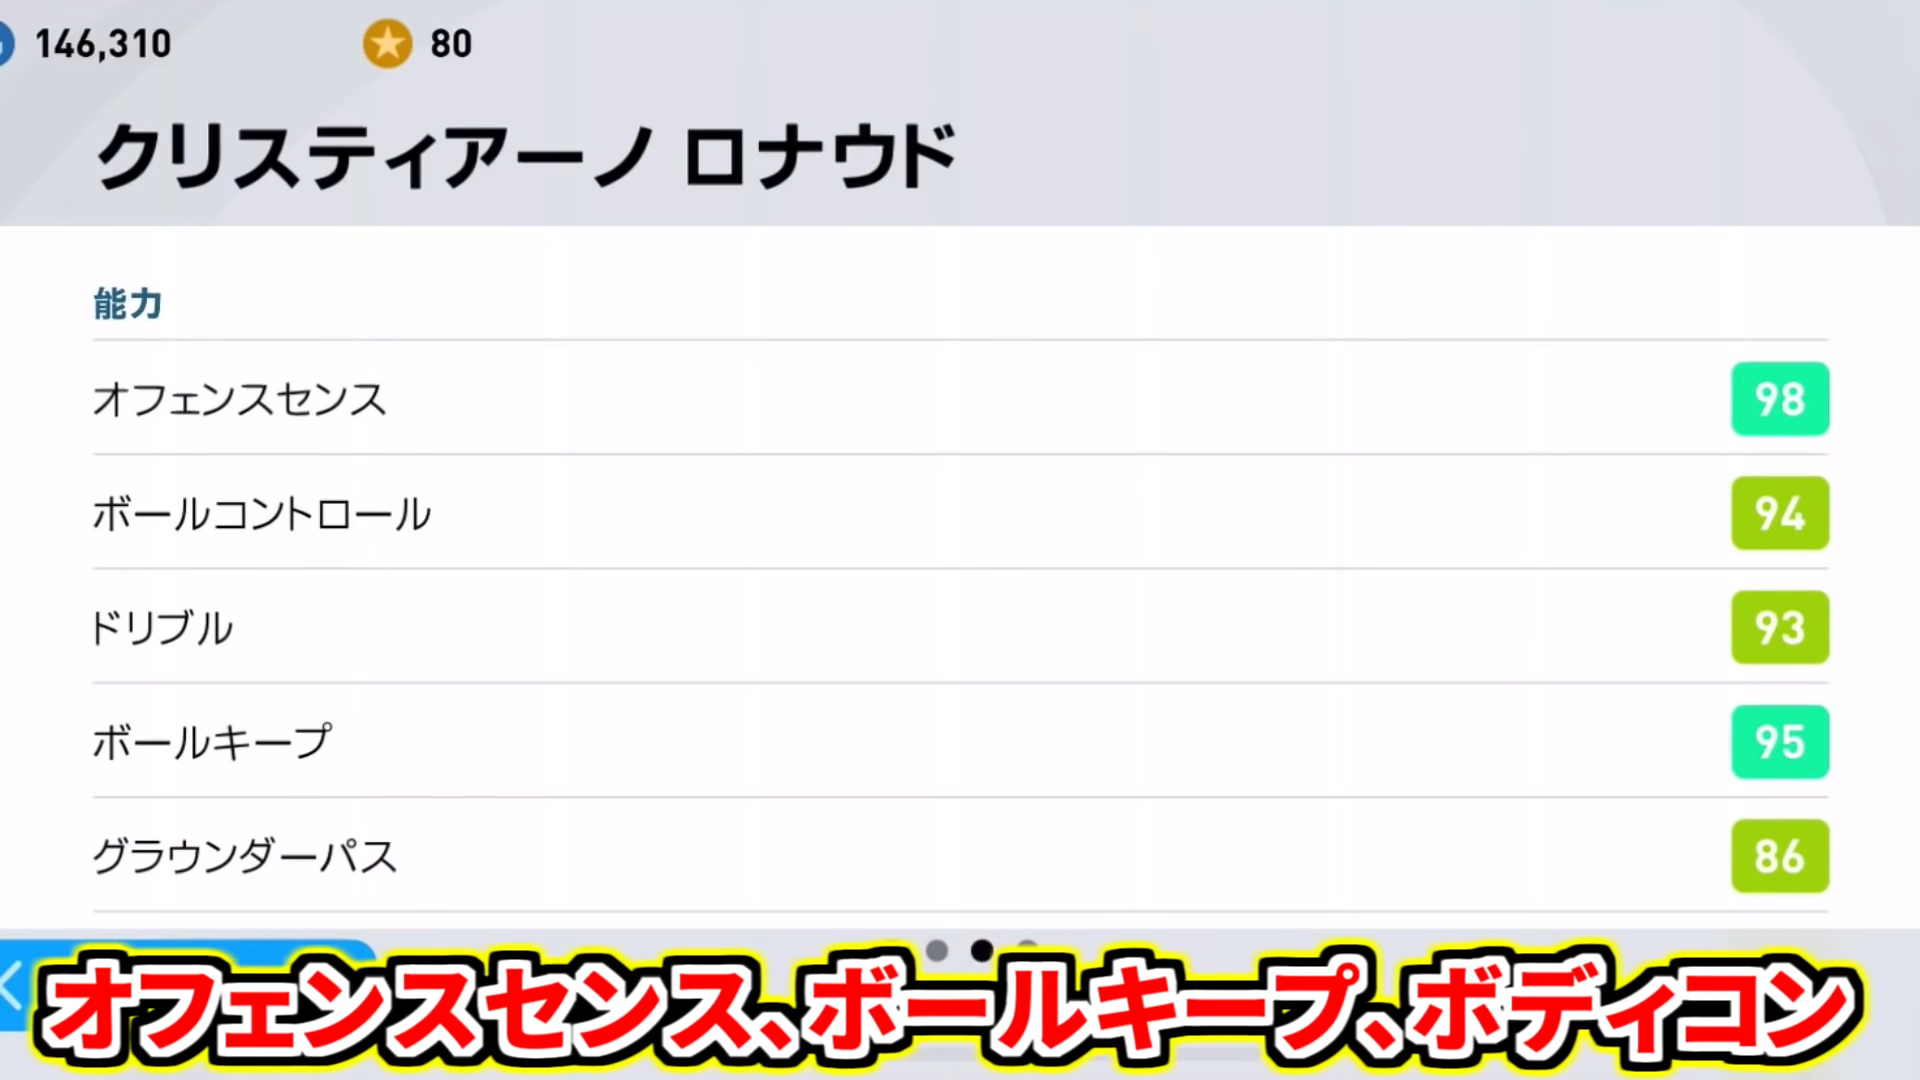 146,310
80
クリスティアーノ ロナウド
能力
オフェンスセンス 98
ボールコントロール 94
ドリブル 93
ボールキープ 95
グラウンダーパス 86
オフェンスセンス、ボールキープ、ボディコン